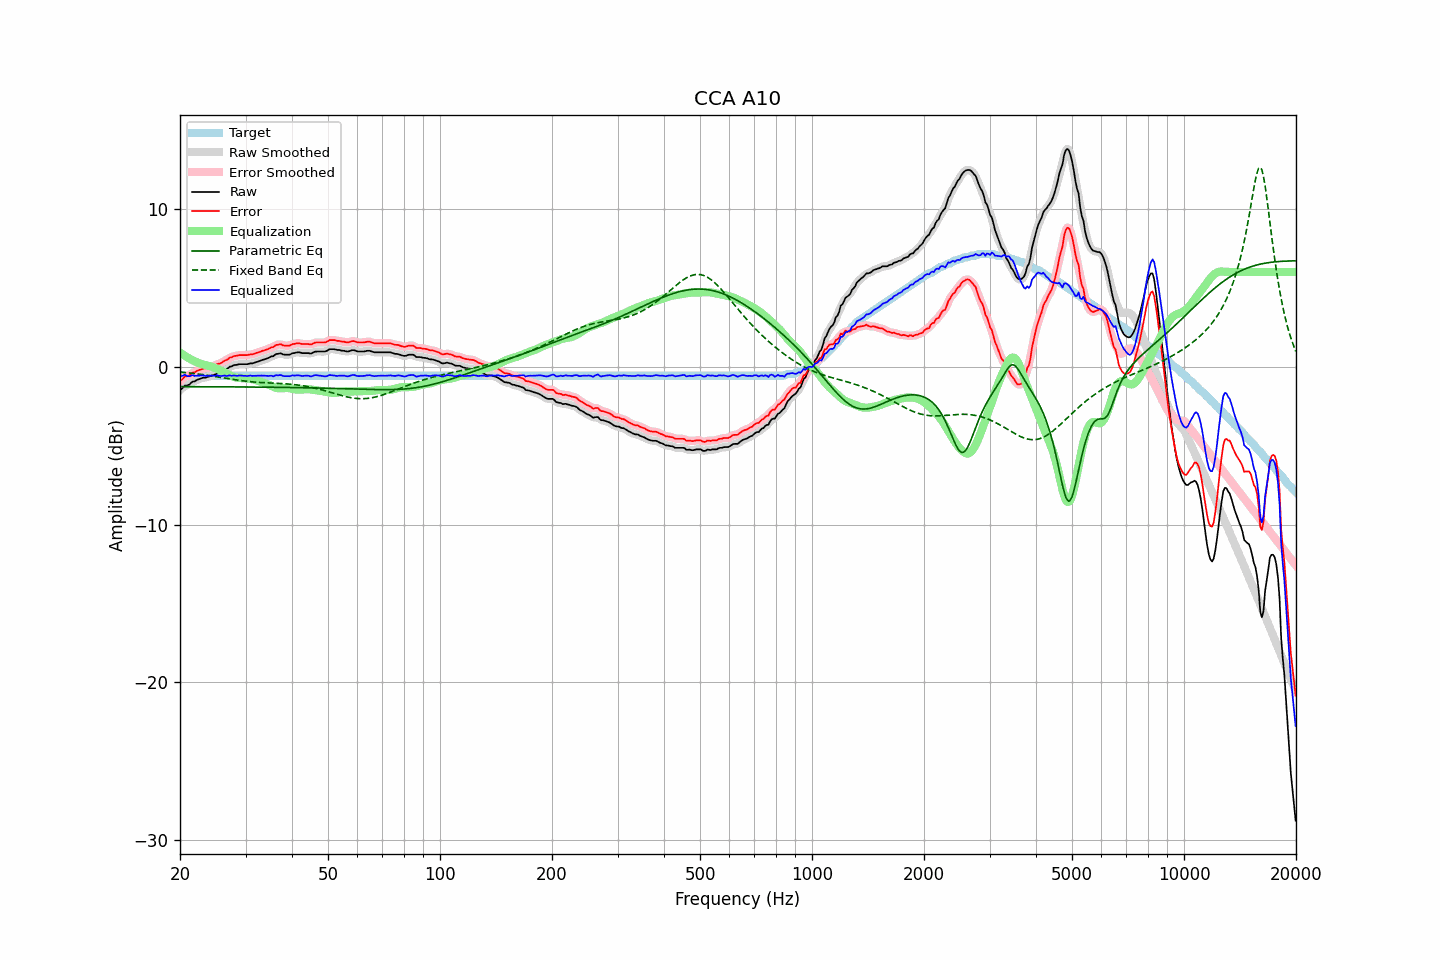 CCA A10
Target
Raw Smoothed
Error Smoothed
Raw
Error
Equalization
Parametric Eq
Fixed Band Eq
Equalized
10
0
−10
−20
−30
Amplitude (dBr)
20 50 100 200 500 1000 2000 5000 10000 20000
Frequency (Hz)